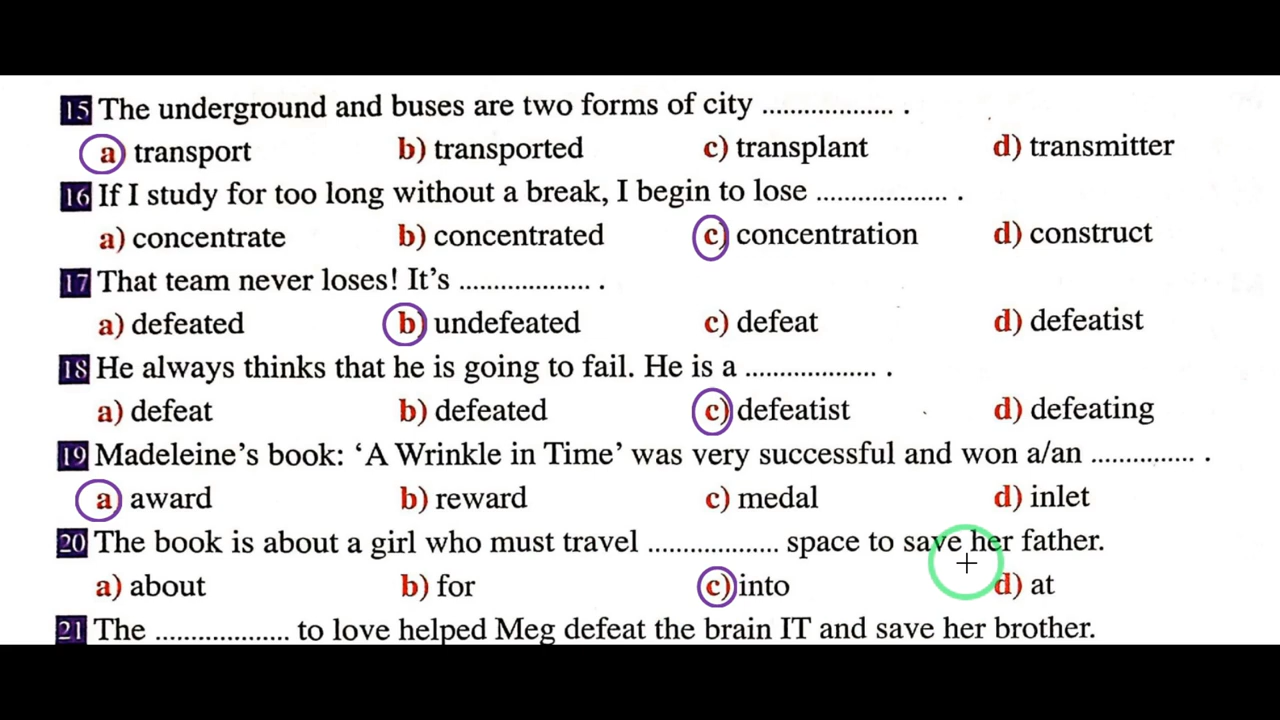 15 The underground and buses are two forms of city ................... .
a) transport b) transported c) transplant d) transmitter
16 If I study for too long without a break, I begin to lose ................... .
a) concentrate b) concentrated c) concentration d) construct
17 That team never loses! It's ................... .
a) defeated b) undefeated c) defeat d) defeatist
18 He always thinks that he is going to fail. He is a ................... .
a) defeat b) defeated c) defeatist d) defeating
19 Madeleine's book: 'A Wrinkle in Time' was very successful and won a/an ............... .
a) award b) reward c) medal d) inlet
20 The book is about a girl who must travel ................... space to save her father.
a) about b) for c) into d) at
21 The .................... to love helped Meg defeat the brain IT and save her brother.